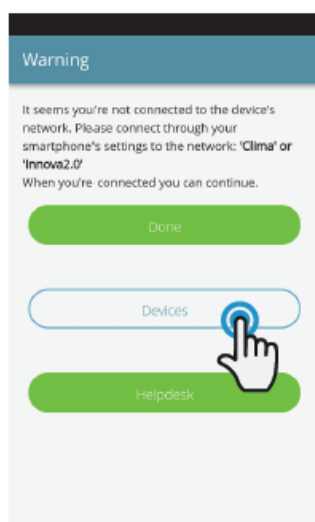 Warning
It seems you're not connected to the device's
network. Please connect through your
smartphone's settings to the network: 'Clima' or
'Innova2.0'
When you're connected you can continue.
Done
Devices
Helpdesk